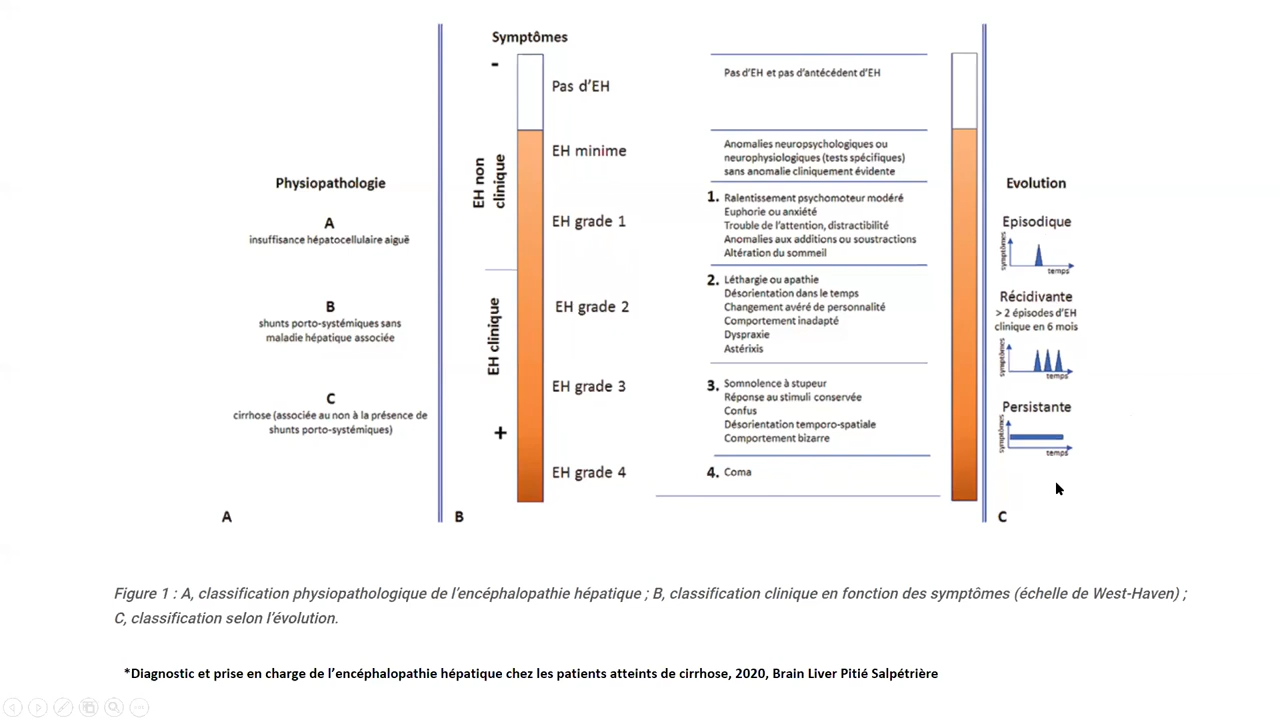 Physiopathologie
A
insuffisance hépatocellulaire aiguë
B
shunts porto-systémiques sans
maladie hépatique associée
C
cirrhose (associée au non à la présence de
shunts porto-systémiques)
A
Symptômes
-
EH non
clinique
EH clinique
+
Pas d'EH
EH minime
EH grade 1
EH grade 2
EH grade 3
EH grade 4
B
Pas d'EH et pas d'antécédent d'EH
Anomalies neuropsychologiques ou
neurophysiologiques (tests spécifiques)
sans anomalie cliniquement évidente
1. Ralentissement psychomoteur modéré
Euphorie ou anxiété
Trouble de l'attention, distractibilité
Anomalies aux additions ou soustractions
Altération du sommeil
2. Léthargie ou apathie
Désorientation dans le temps
Changement avéré de personnalité
Comportement inadapté
Dyspraxie
Astérixis
3. Somnolence à stupeur
Réponse au stimuli conservée
Confus
Désorientation temporo-spatiale
Comportement bizarre
4. Coma
Evolution
Episodique
symptômes
temps
Récidivante
> 2 épisodes d'EH
clinique en 6 mois
symptômes
temps
Persistante
symptômes
temps
C
Figure 1 : A, classification physiopathologique de l'encéphalopathie hépatique ; B, classification clinique en fonction des symptômes (échelle de West-Haven) ;
C, classification selon l'évolution.
*Diagnostic et prise en charge de l'encéphalopathie hépatique chez les patients atteints de cirrhose, 2020, Brain Liver Pitié Salpétrière